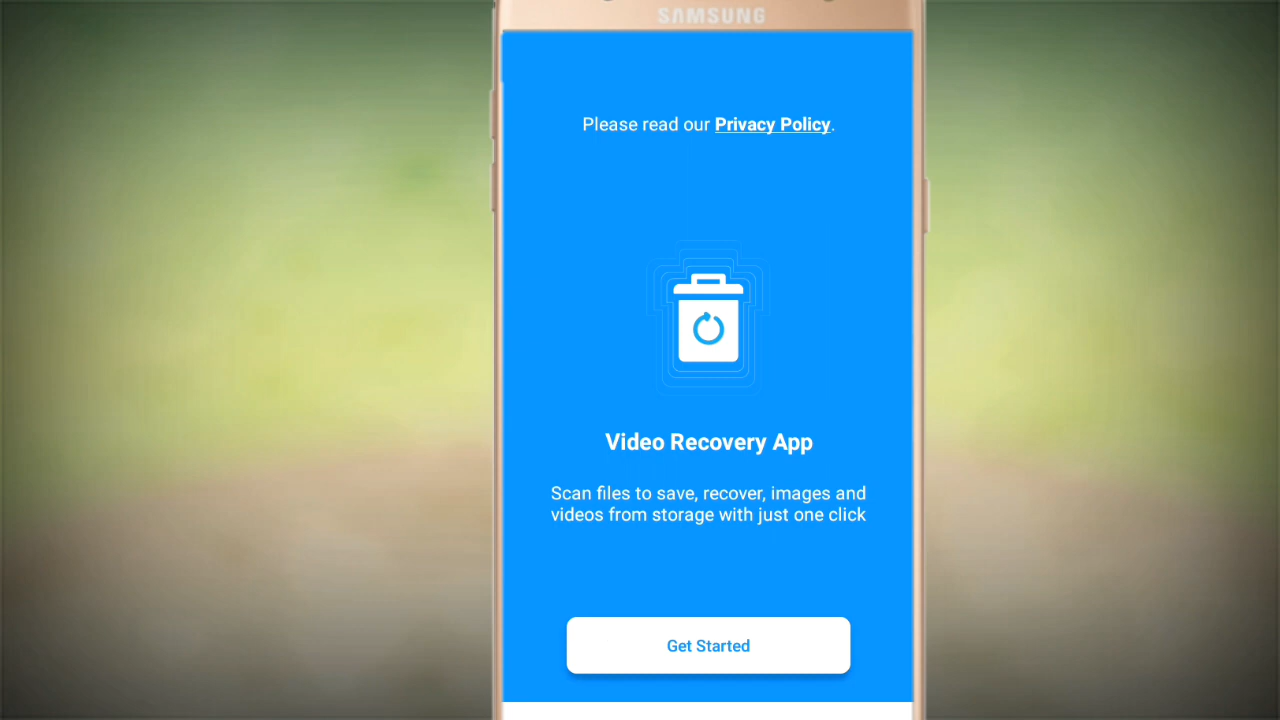 SAMSUNG
Please read our Privacy Policy.
Video Recovery App
Scan files to save, recover, images and
videos from storage with just one click
Get Started